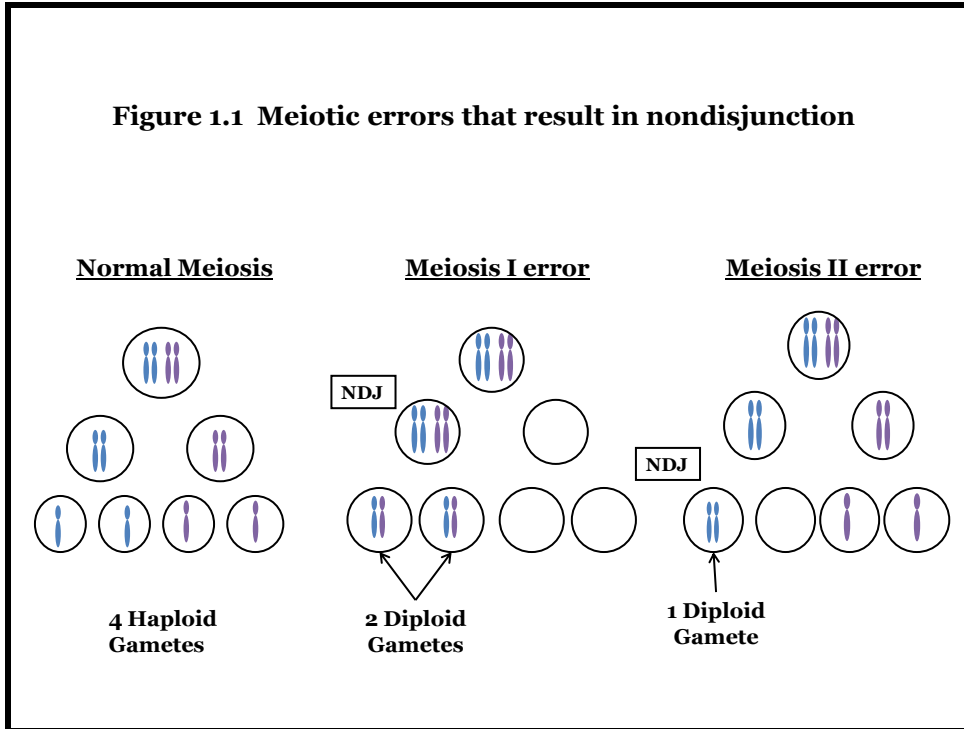 Figure 1.1 Meiotic errors that result in nondisjunction
Normal Meiosis
Meiosis I error
Meiosis II error
NDJ
NDJ
4 Haploid
Gametes
2 Diploid
Gametes
1 Diploid
Gamete